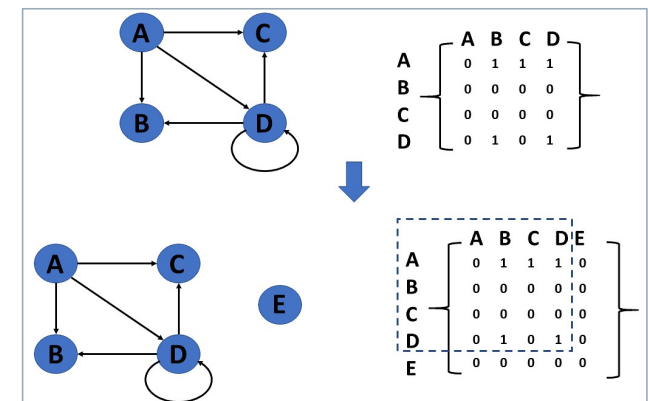 A C
B D
A B C D
A 0 1 1 1
B 0 0 0 0
C 0 0 0 0
D 0 1 0 1
A C
E
B D
A B C D E
A 0 1 1 1 0
B 0 0 0 0 0
C 0 0 0 0 0
D 0 1 0 1 0
E 0 0 0 0 0